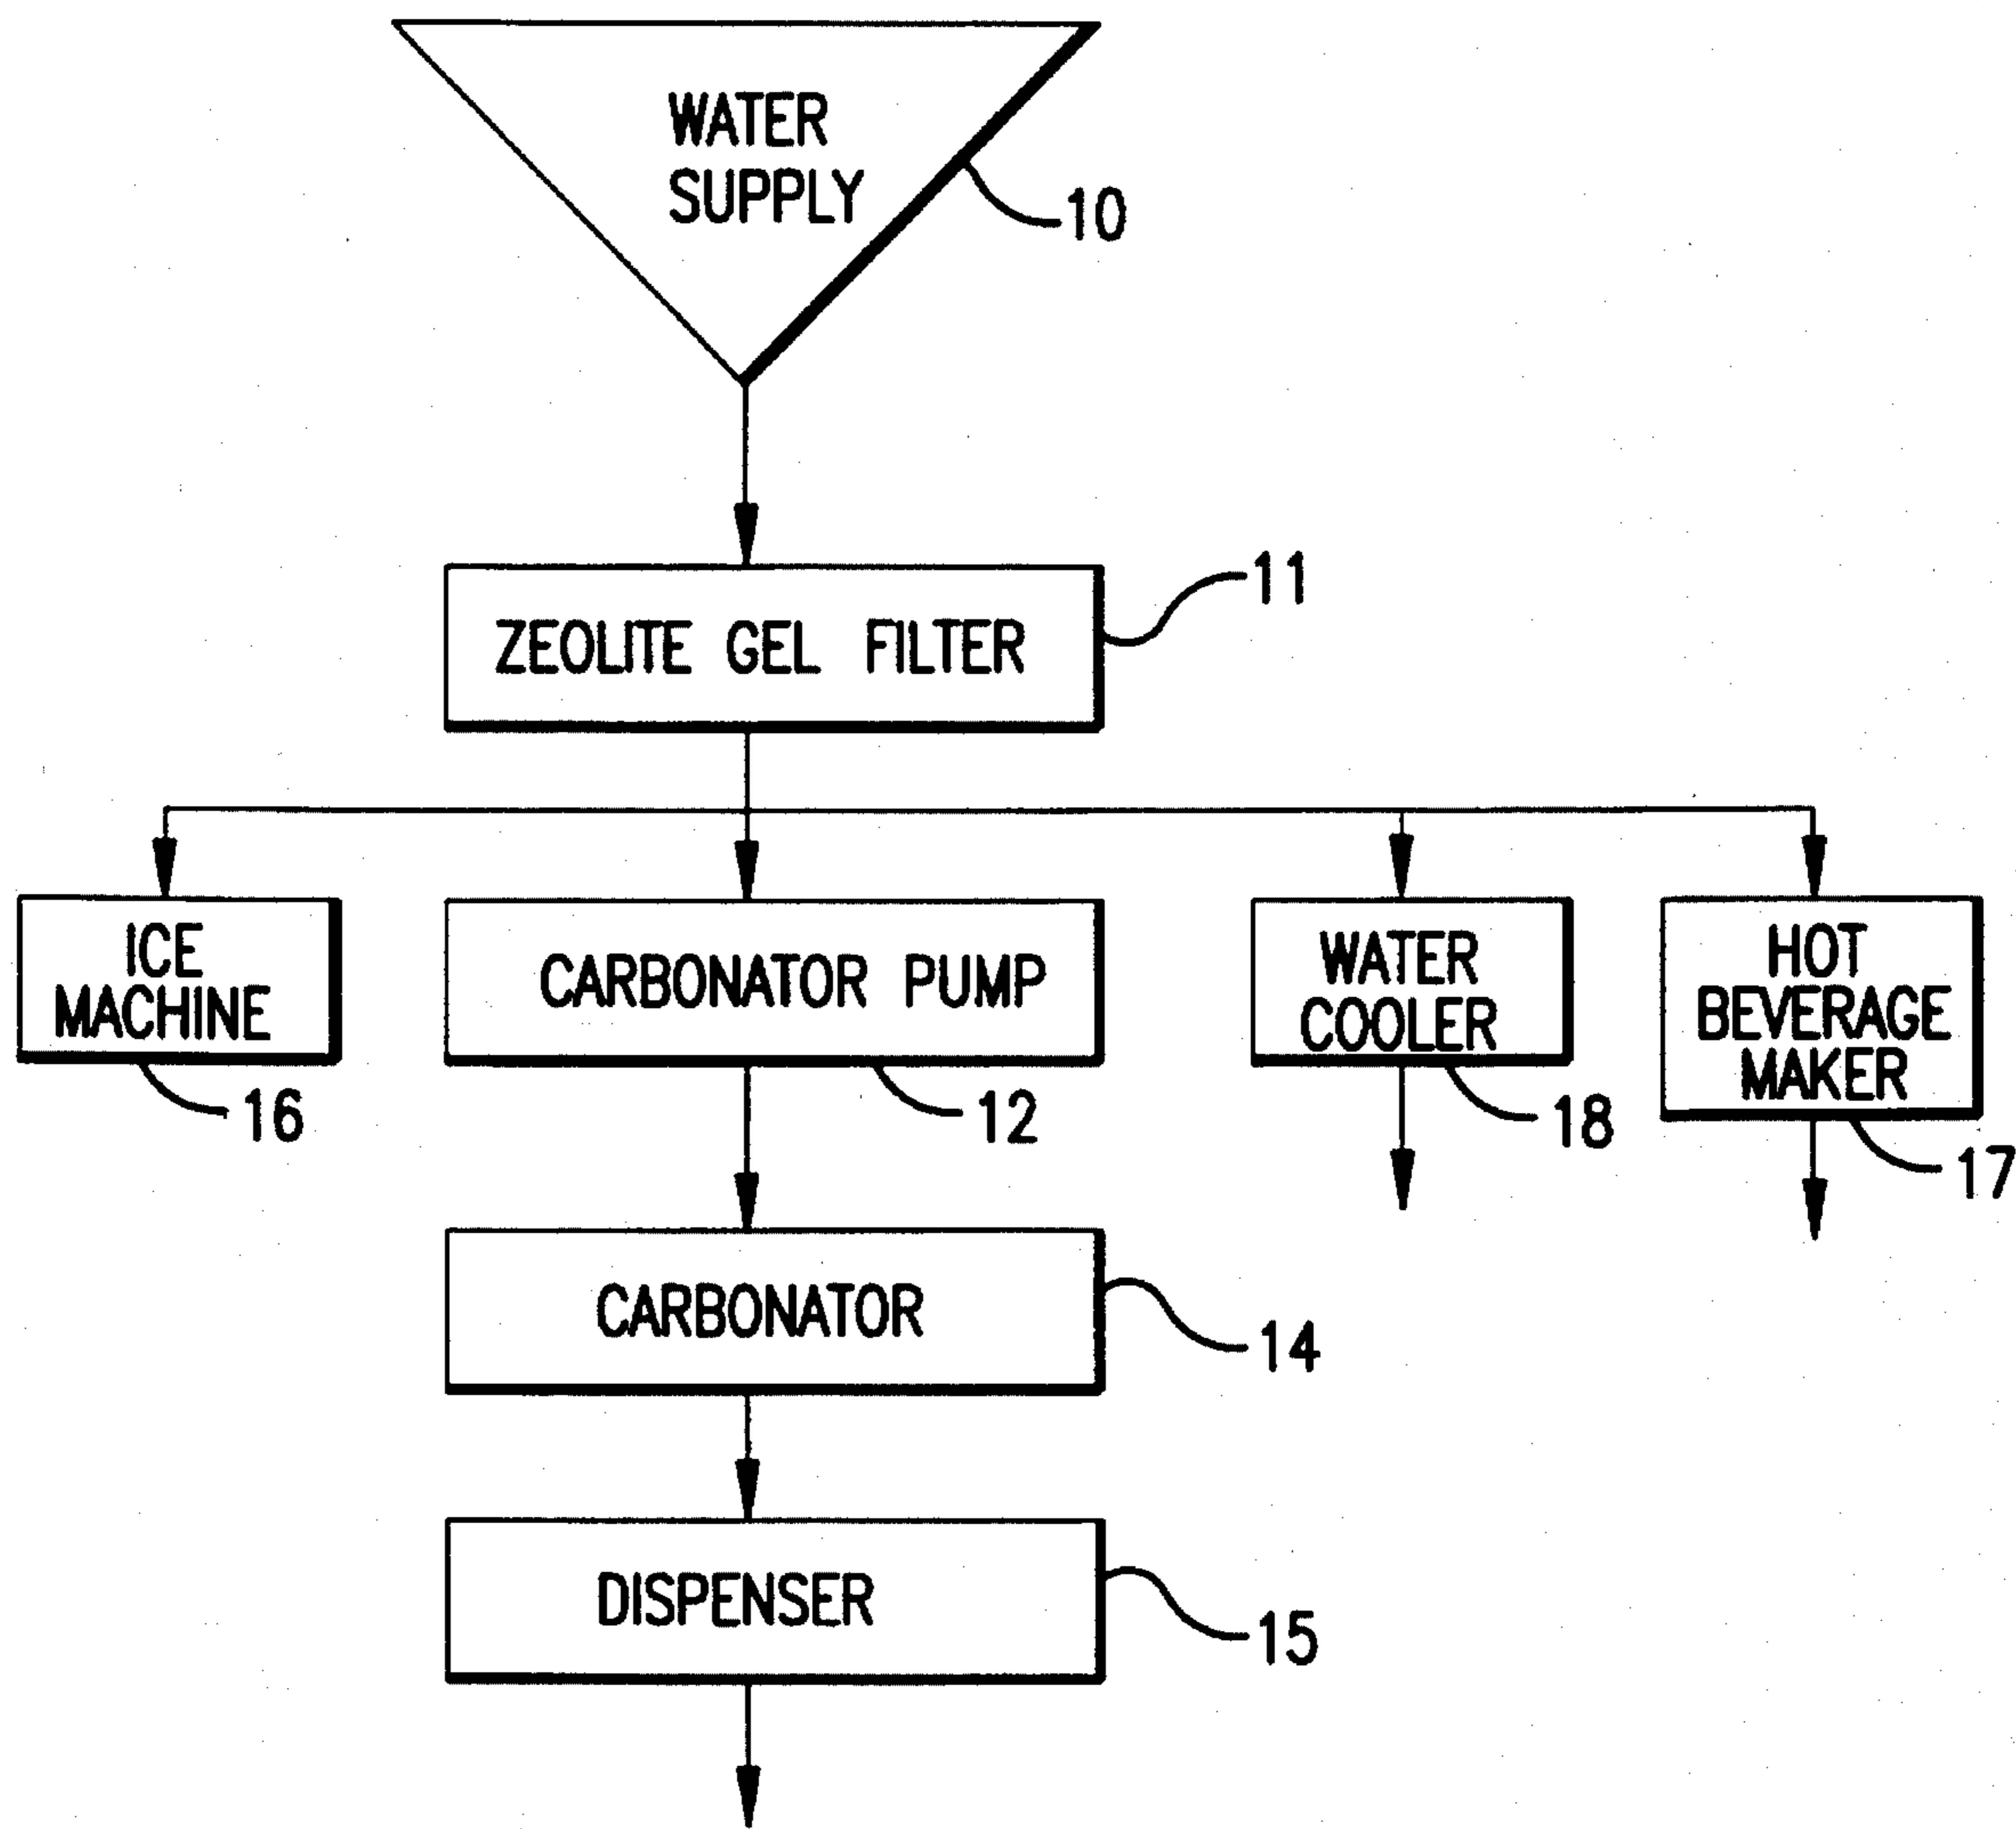 WATER
SUPPLY
10
ZEOLITE GEL FILTER
11
ICE
MACHINE
16
CARBONATOR PUMP
12
WATER
COOLER
18
HOT
BEVERAGE
MAKER
17
CARBONATOR
14
DISPENSER
15